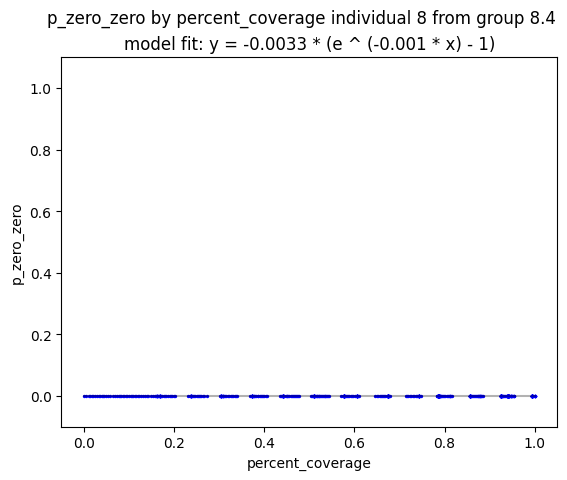 p_zero_zero by percent_coverage individual 8 from group 8.4
model fit: y = -0.0033 * (e ^ (-0.001 * x) - 1)
1.0
0.8
0.6
0.4
0.2
0.0
p_zero_zero
0.0 0.2 0.4 0.6 0.8 1.0
percent_coverage